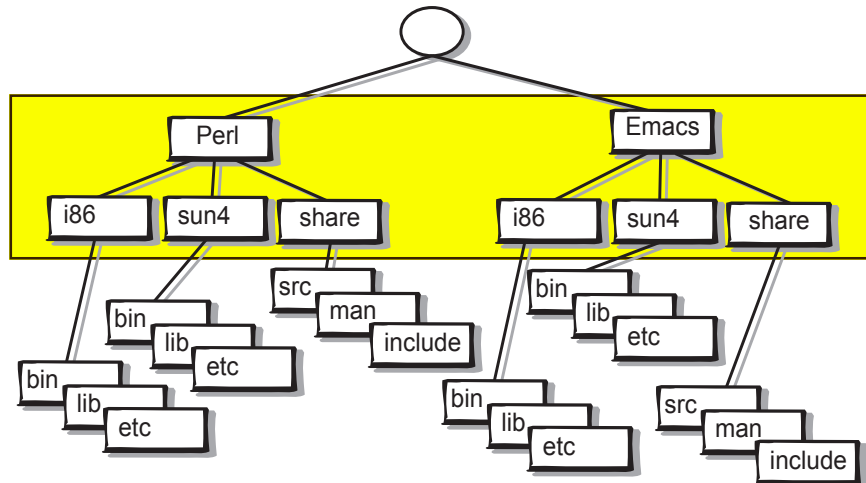 Perl
Emacs
i86
sun4
share
i86
sun4
share
bin
lib
etc
bin
lib
etc
src
man
include
bin
lib
etc
bin
lib
etc
src
man
include